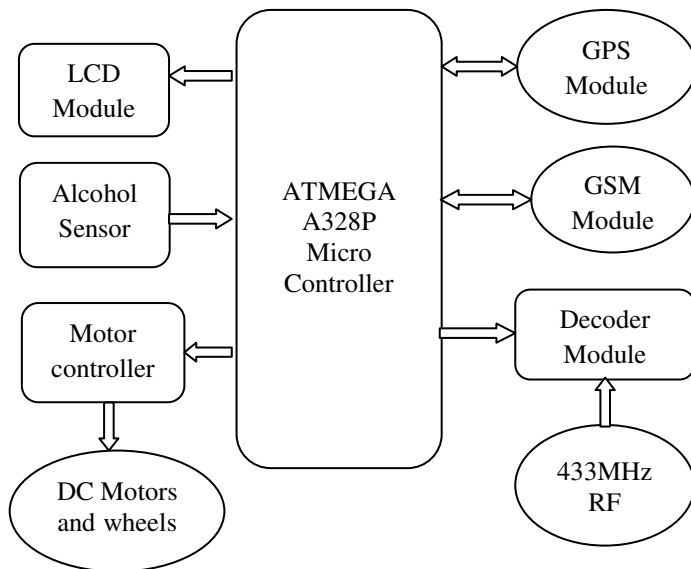 LCD
Module
Alcohol
Sensor
Motor
controller
DC Motors
and wheels
ATMEGA
A328P
Micro
Controller
GPS
Module
GSM
Module
Decoder
Module
433MHz
RF